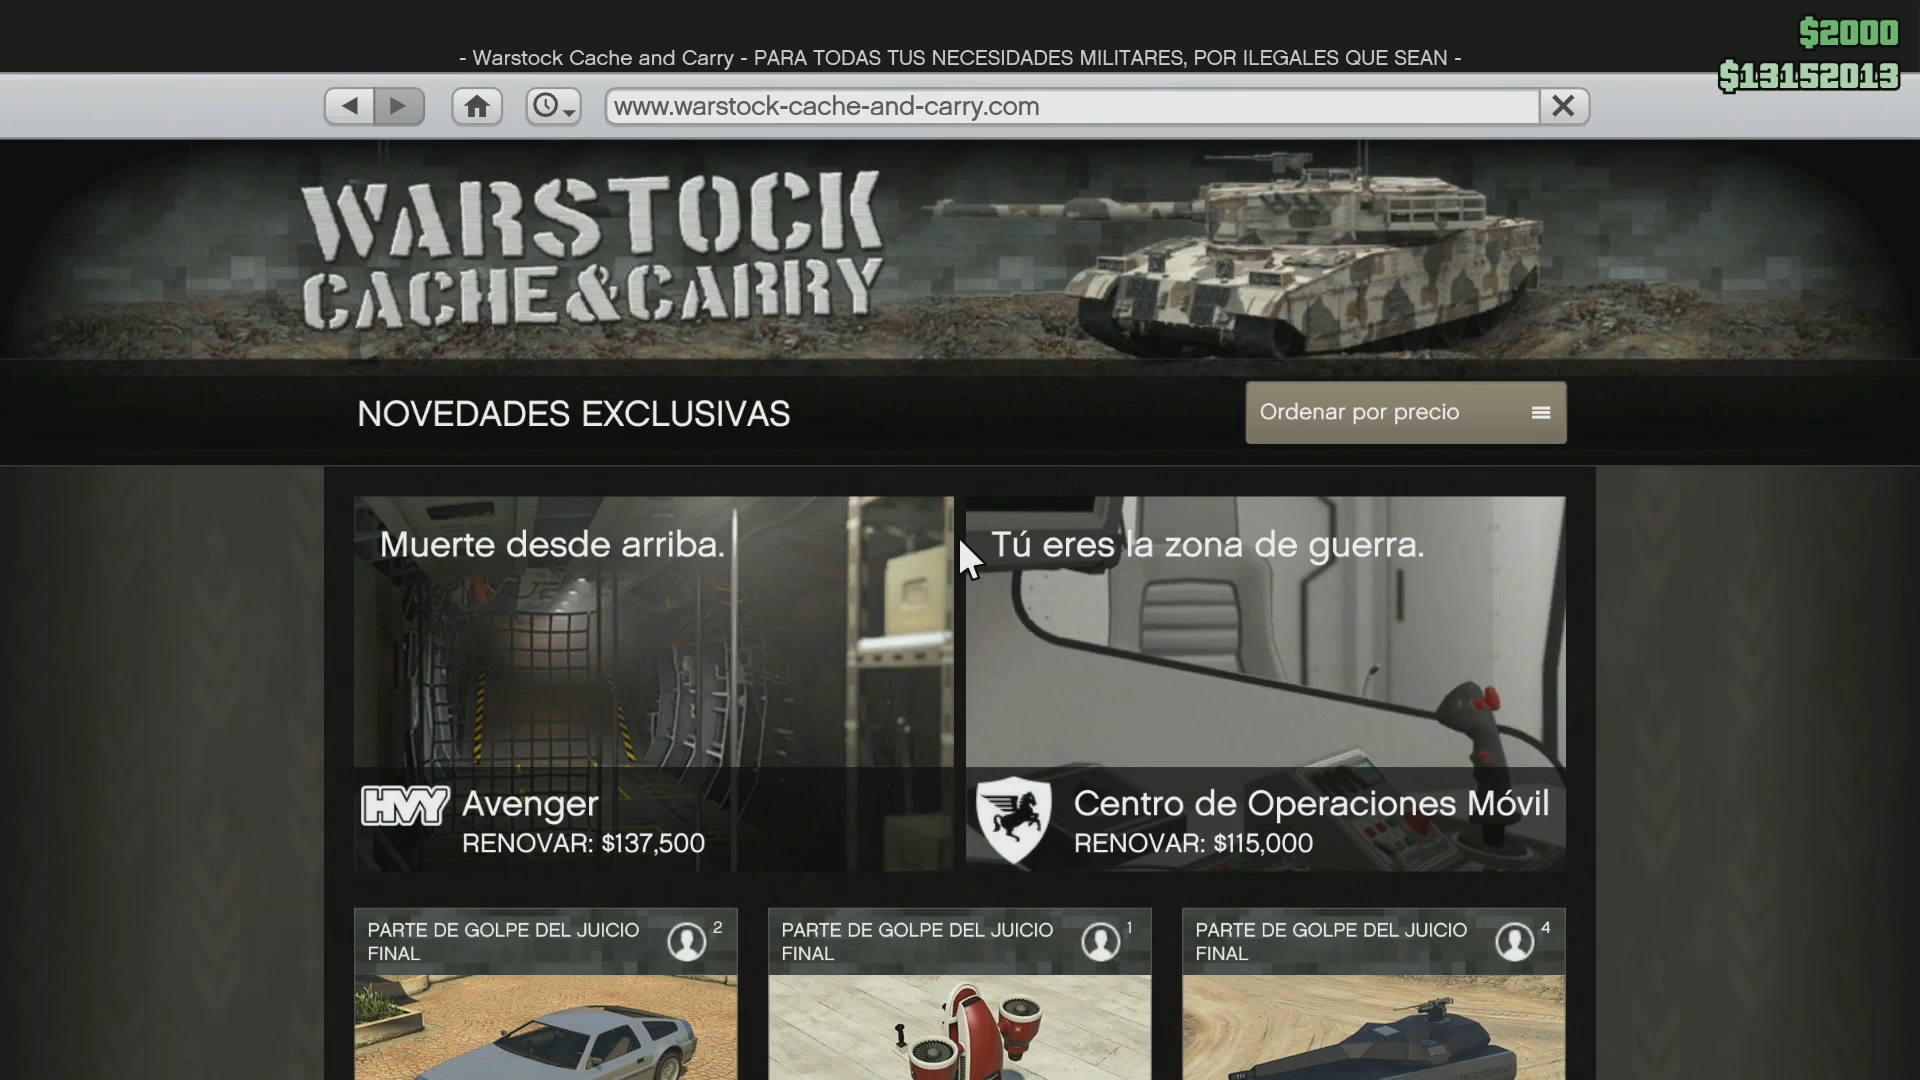 $2000
- Warstock Cache and Carry - PARA TODAS TUS NECESIDADES MILITARES, POR ILEGALES QUE SEAN -
$13152013
www.warstock-cache-and-carry.com
WARSTOCK
CACHE&CARRY
NOVEDADES EXCLUSIVAS
Ordenar por precio
Muerte desde arriba.
Tú eres la zona de guerra.
HVY Avenger
RENOVAR: $137,500
Centro de Operaciones Móvil
RENOVAR: $115,000
PARTE DE GOLPE DEL JUICIO
FINAL
2
PARTE DE GOLPE DEL JUICIO
FINAL
1
PARTE DE GOLPE DEL JUICIO
FINAL
4